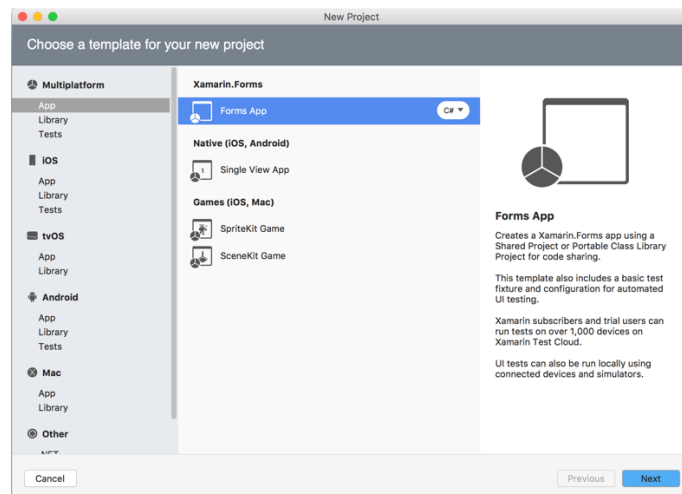 New Project
Choose a template for your new project
Multiplatform
App
Library
Tests
iOS
App
Library
Tests
tvOS
App
Library
Android
App
Library
Tests
Mac
App
Library
Other
Xamarin.Forms
Forms App
C#
Native (iOS, Android)
Single View App
Games (iOS, Mac)
SpriteKit Game
SceneKit Game
Forms App
Creates a Xamarin.Forms app using a
Shared Project or Portable Class Library
Project for code sharing.
This template also includes a basic test
fixture and configuration for automated
UI testing.
Xamarin subscribers and trial users can
run tests on over 1,000 devices on
Xamarin Test Cloud.
UI tests can also be run locally using
connected devices and simulators.
Cancel
Previous
Next